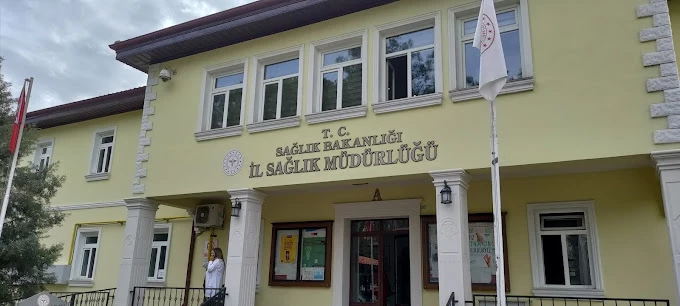 T. C.
SAĞLIK BAKANLIĞI
İL SAĞLIK MÜDÜRLÜĞÜ
A